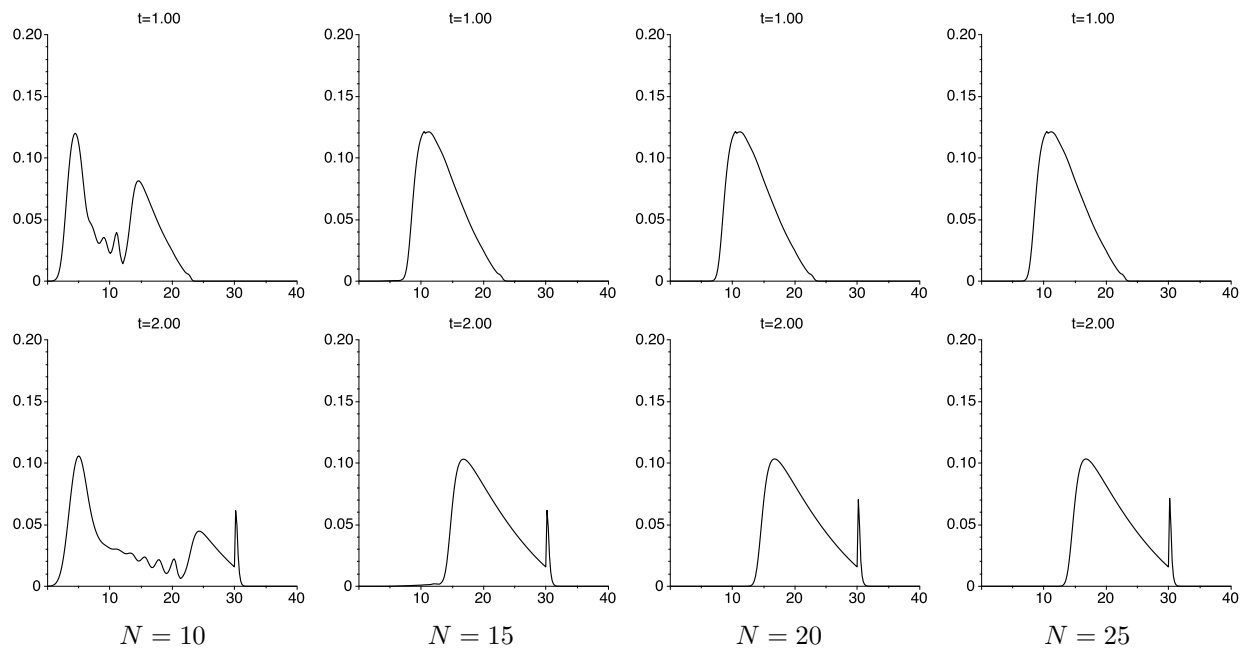 t=1.00 t=1.00 t=1.00 t=1.00
0.20 0.20 0.20 0.20
0.15 0.15 0.15 0.15
0.10 0.10 0.10 0.10
0.05 0.05 0.05 0.05
0 0 0 0
10 20 30 40 10 20 30 40 10 20 30 40 10 20 30 40
t=2.00 t=2.00 t=2.00 t=2.00
0.20 0.20 0.20 0.20
0.15 0.15 0.15 0.15
0.10 0.10 0.10 0.10
0.05 0.05 0.05 0.05
0 0 0 0
10 20 30 40 10 20 30 40 10 20 30 40 10 20 30 40
N = 10 N = 15 N = 20 N = 25